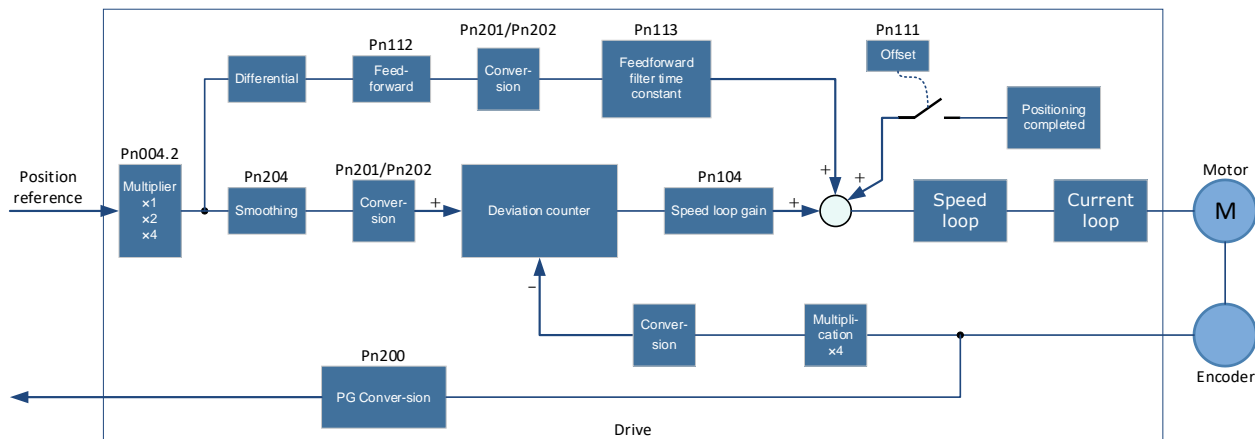 Pn201/Pn202
Pn113
Pn111
Pn112
Offset
Differential
Feed-
forward
Conver-
sion
Feedforward
filter time
constant
Positioning
completed
Pn004.2
Position
reference
Multiplier
×1
×2
×4
Pn204
Smoothing
Pn201/Pn202
Conver-
sion
+
Deviation counter
Pn104
Speed loop gain
+
+
+
Speed
loop
Current
loop
Motor
M
−
Conver-
sion
Multipli-
cation
×4
Encoder
Pn200
PG Conver-sion
Drive